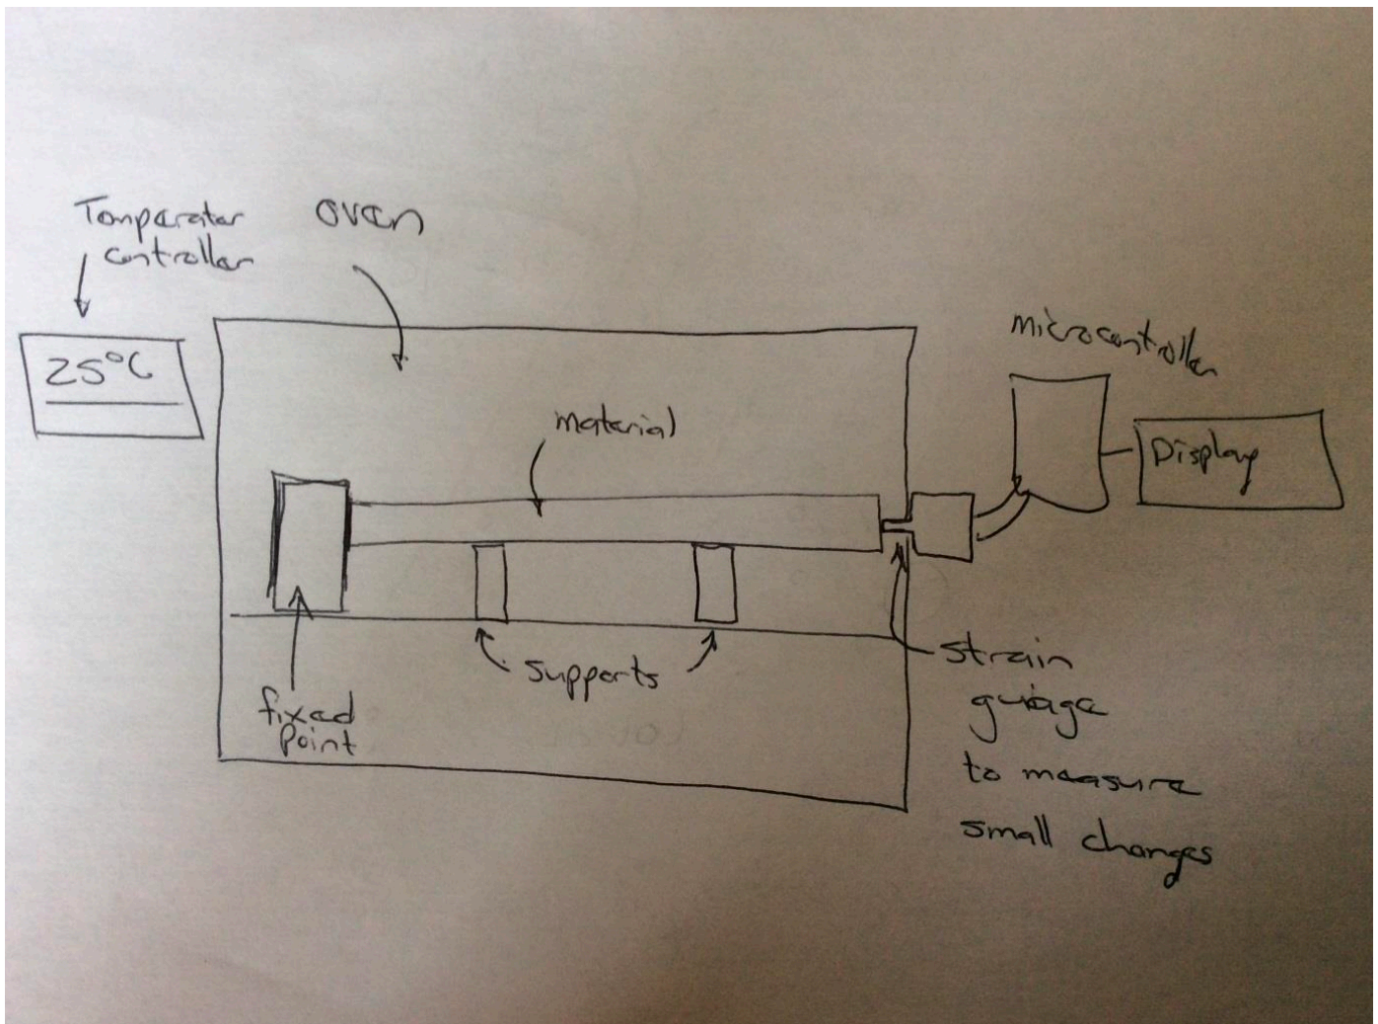 Temperater
controller
oven
25°C
material
microcontroller
Display
supports
fixed
point
strain
guage
to measure
small changes